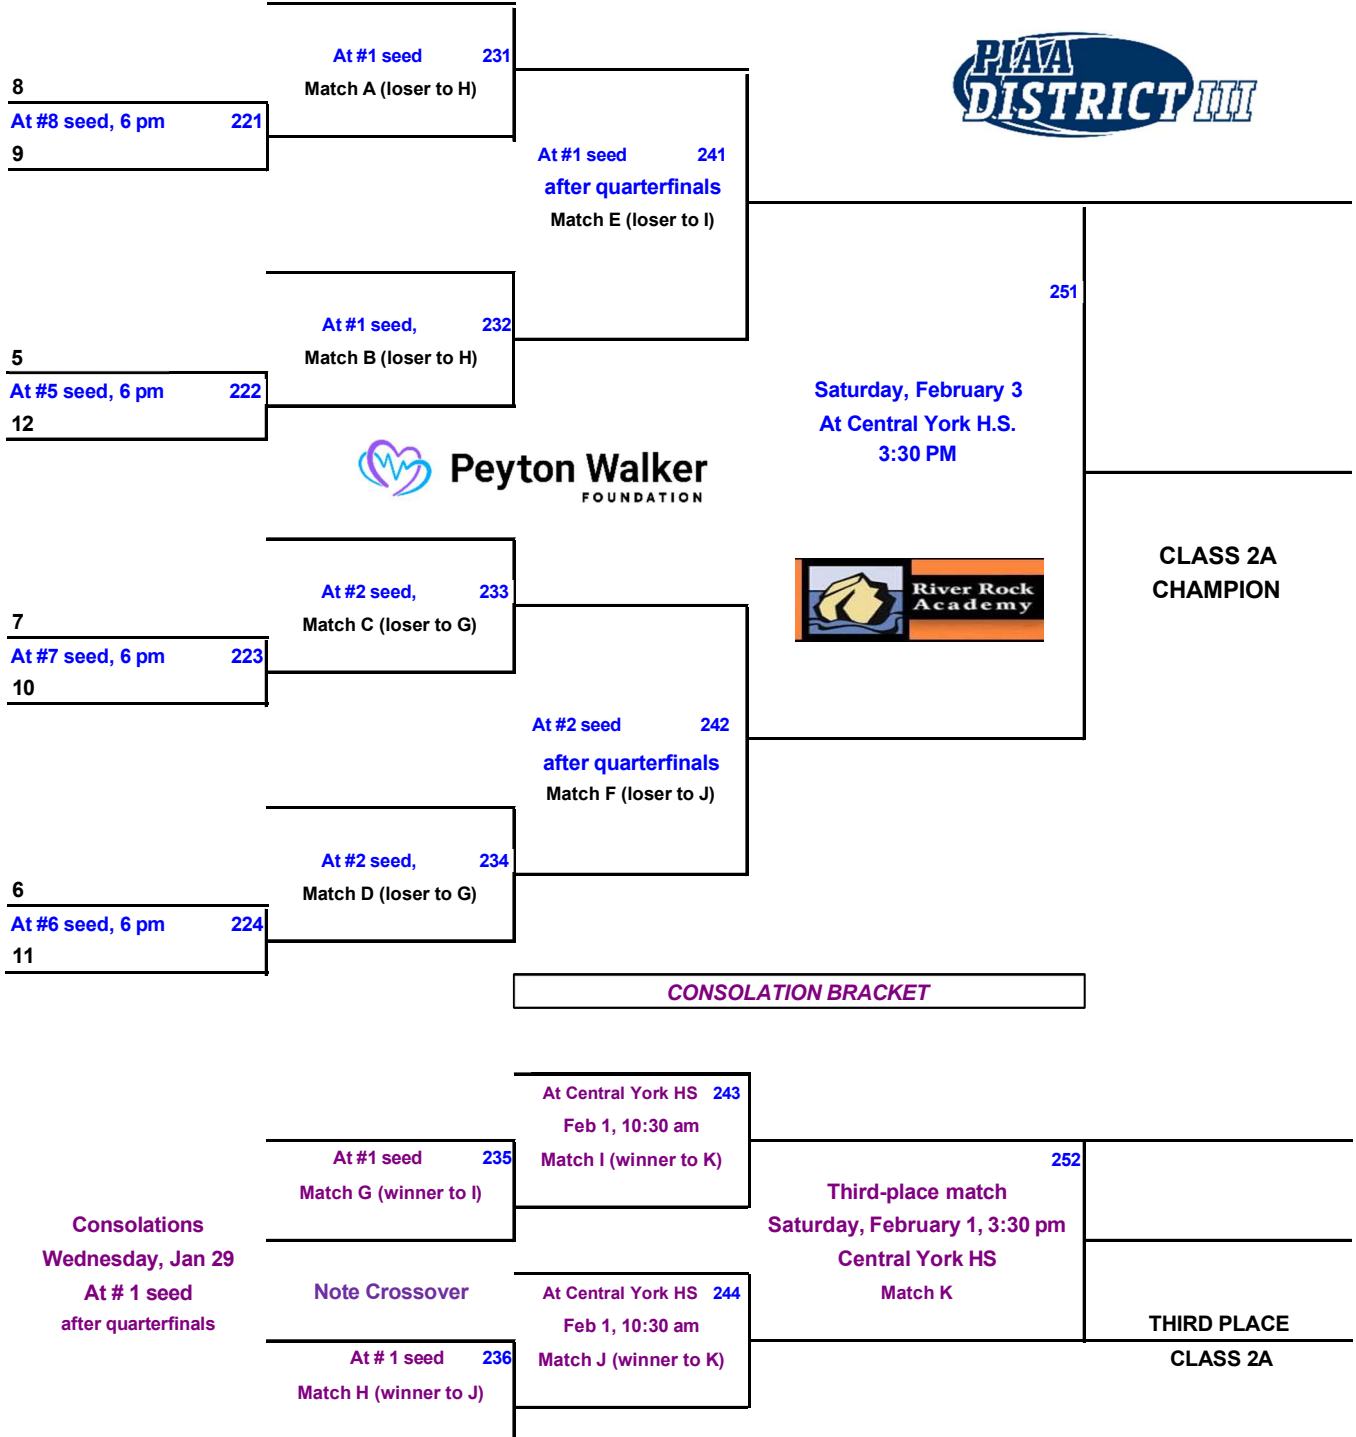 At #1 seed 231
Match A (loser to H)
PIAA
DISTRICT III
8
At #8 seed, 6 pm 221
9
At #1 seed 241
after quarterfinals
Match E (loser to I)
251
At #1 seed, 232
Match B (loser to H)
5
At #5 seed, 6 pm 222
12
Saturday, February 3
At Central York H.S.
3:30 PM
Peyton Walker
FOUNDATION
CLASS 2A
CHAMPION
River Rock
Academy
At #2 seed, 233
Match C (loser to G)
7
At #7 seed, 6 pm 223
10
At #2 seed 242
after quarterfinals
Match F (loser to J)
At #2 seed, 234
Match D (loser to G)
6
At #6 seed, 6 pm 224
11
CONSOLATION BRACKET
At Central York HS 243
Feb 1, 10:30 am
Match I (winner to K)
At #1 seed 235
Match G (winner to I)
252
Third-place match
Saturday, February 1, 3:30 pm
Central York HS
Match K
Consolations
Wednesday, Jan 29
At # 1 seed
after quarterfinals
Note Crossover
At Central York HS 244
Feb 1, 10:30 am
Match J (winner to K)
THIRD PLACE
CLASS 2A
At # 1 seed 236
Match H (winner to J)